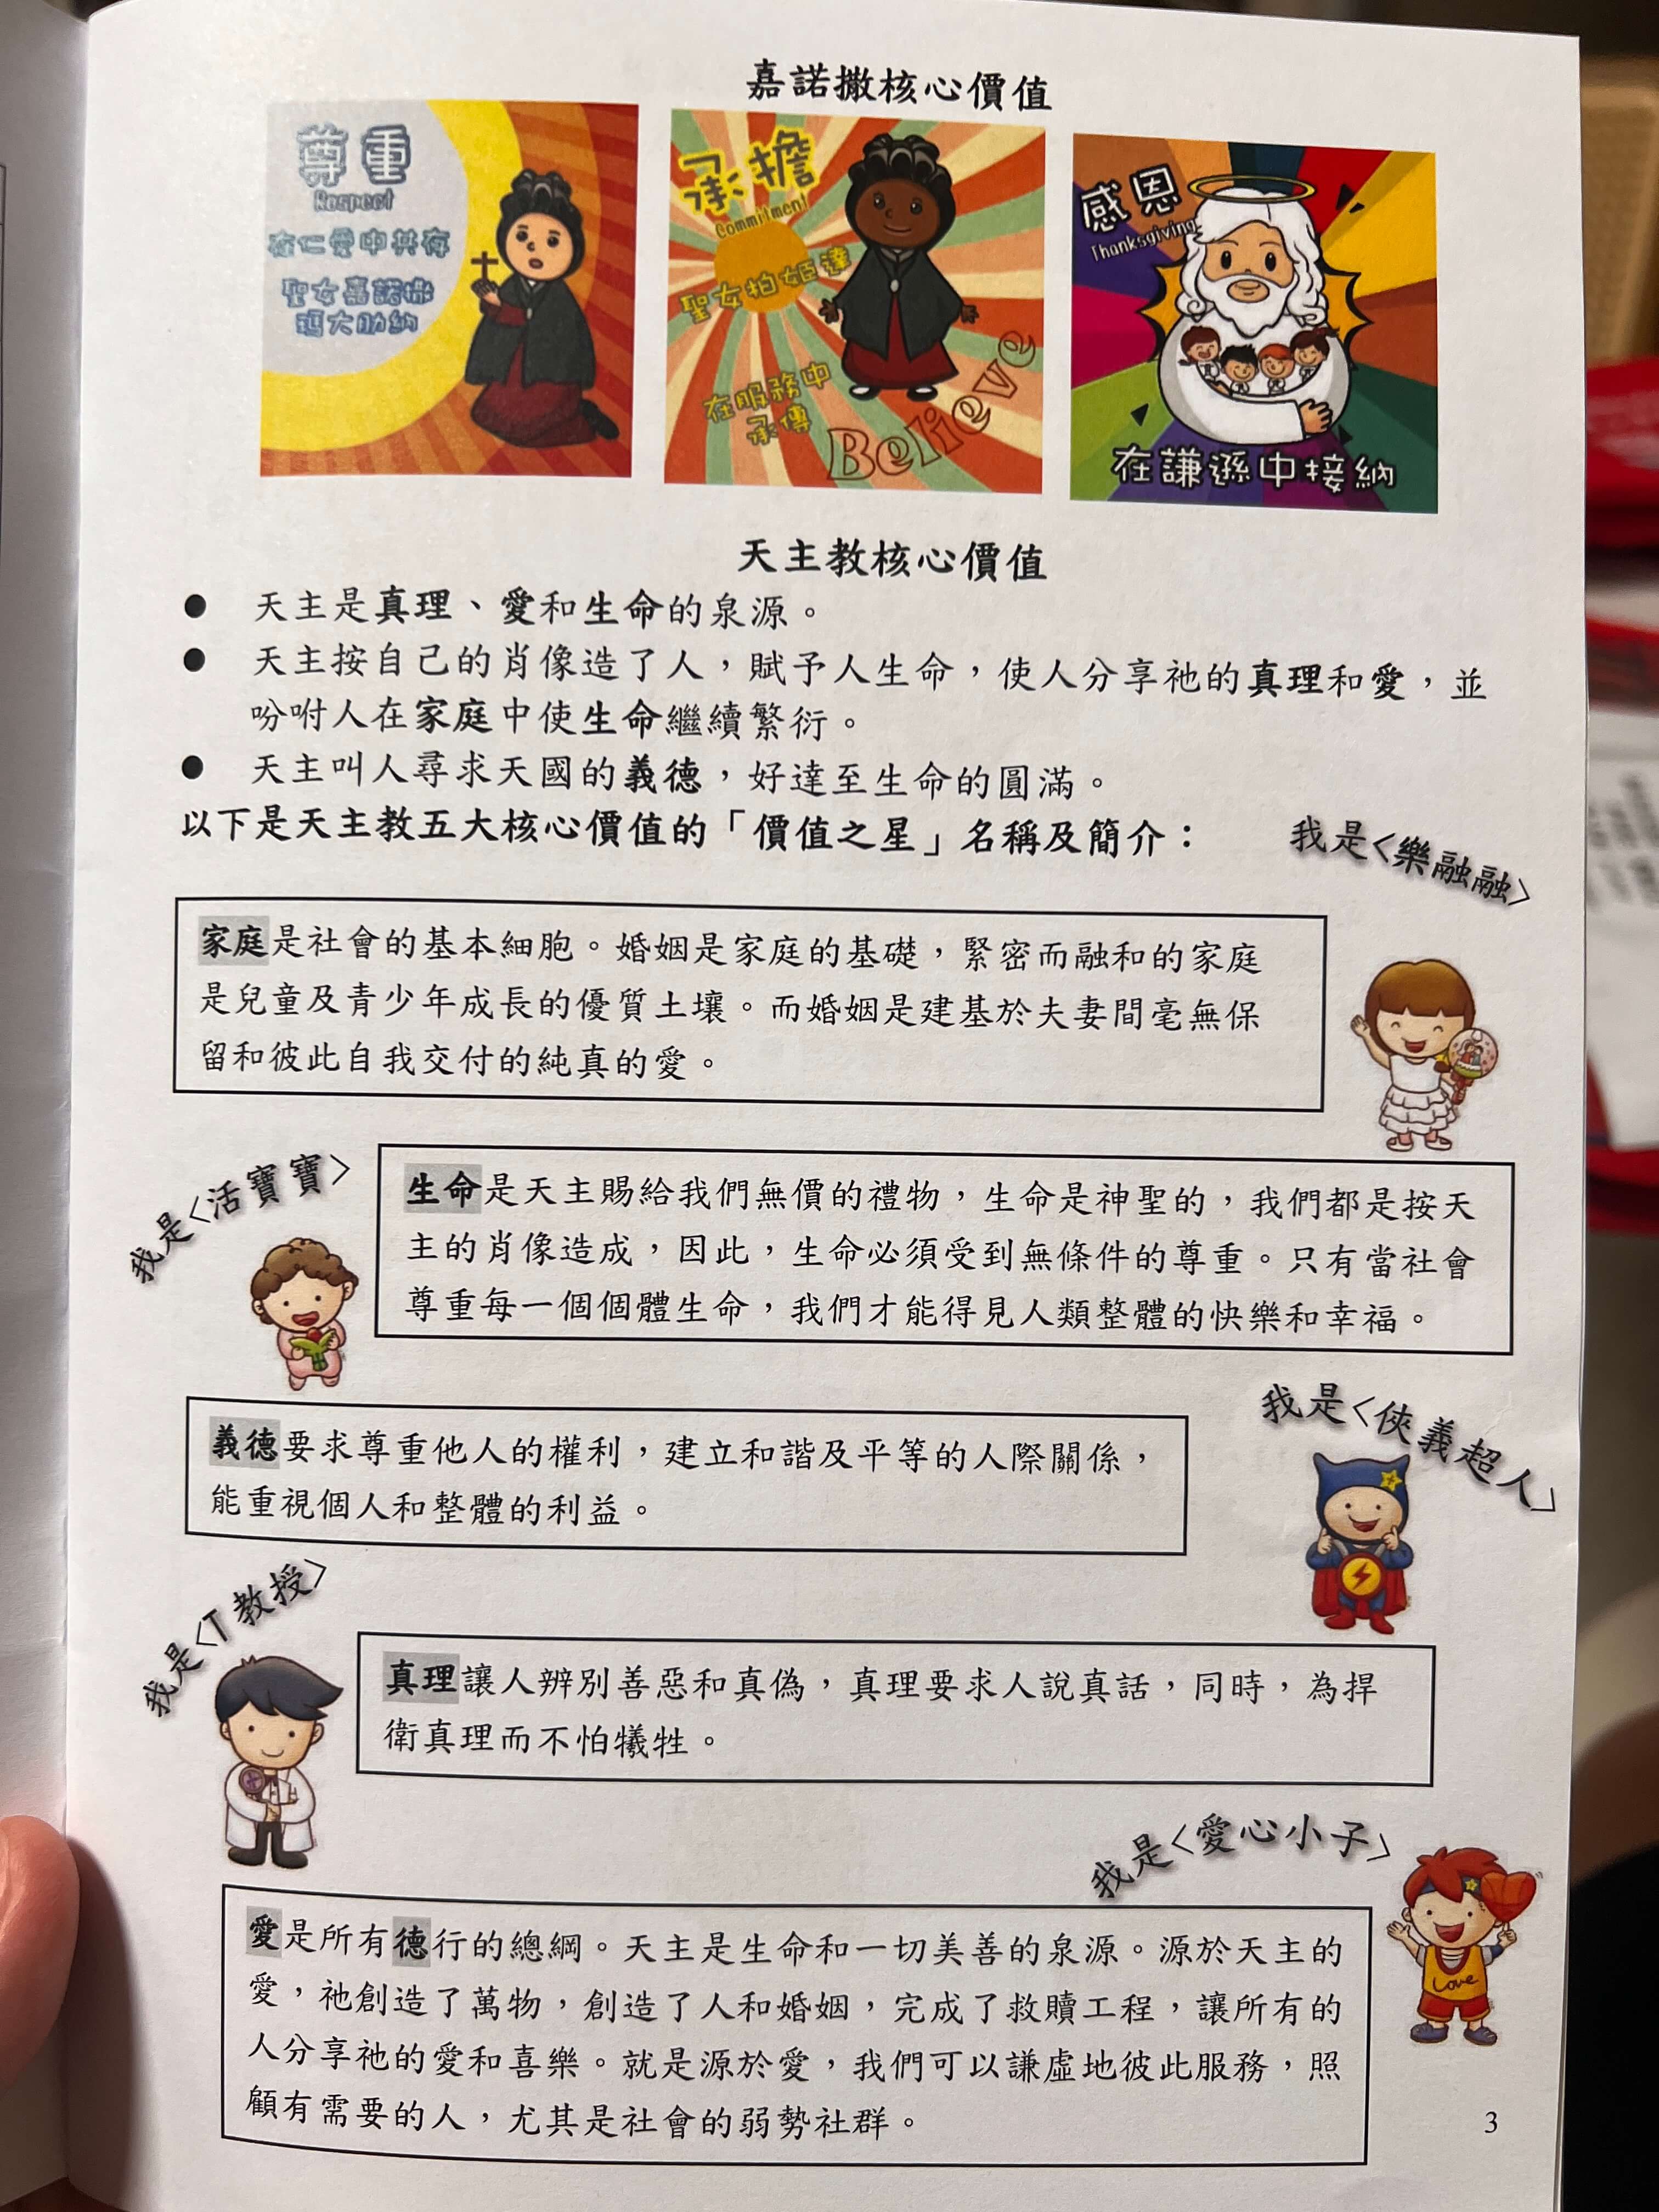 嘉諾撒核心價值
尊重
Respect
在仁愛中共存
聖女嘉諾撒
瑪大肋納
承擔
Commitment
聖女柏姬達
在服務中
承傳
Believe
感恩
Thanksgiving
在謙遜中接納
天主教核心價值
● 天主是真理、愛和生命的泉源。
● 天主按自己的肖像造了人，賦予人生命，使人分享祂的真理和愛，並
吩咐人在家庭中使生命繼續繁衍。
● 天主叫人尋求天國的義德，好達至生命的圓滿。
以下是天主教五大核心價值的「價值之星」名稱及簡介：
我是<樂融融>
家庭是社會的基本細胞。婚姻是家庭的基礎，緊密而融和的家庭
是兒童及青少年成長的優質土壤。而婚姻是建基於夫妻間毫無保
留和彼此自我交付的純真的愛。
我是<活寶寶>
生命是天主賜給我們無價的禮物，生命是神聖的，我們都是按天
主的肖像造成，因此，生命必須受到無條件的尊重。只有當社會
尊重每一個個體生命，我們才能得見人類整體的快樂和幸福。
我是<俠義超人」
義德要求尊重他人的權利，建立和諧及平等的人際關係，
能重視個人和整體的利益。
我是<T教授>
真理讓人辨別善惡和真偽，真理要求人說真話，同時，為捍
衛真理而不怕犧牲。
我是<愛心小子」
Love
愛是所有德行的總綱。天主是生命和一切美善的泉源。源於天主的
愛，祂創造了萬物，創造了人和婚姻，完成了救贖工程，讓所有的
人分享祂的愛和喜樂。就是源於愛，我們可以謙虛地彼此服務，照
顧有需要的人，尤其是社會的弱勢社群。
3